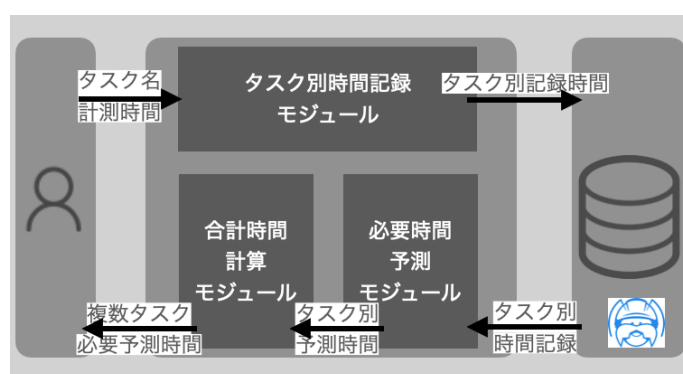 タスク名
計測時間
タスク別時間記録
モジュール
タスク別記録時間
合計時間
計算
モジュール
必要時間
予測
モジュール
複数タスク
必要予測時間
タスク別
予測時間
タスク別
時間記録